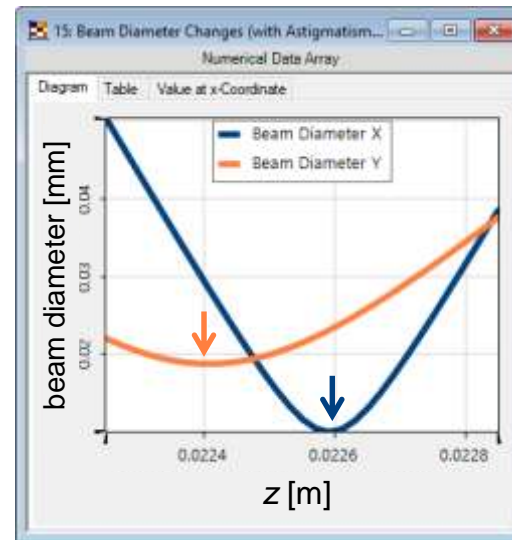 15: Beam Diameter Changes (with Astigmatism...
Numerical Data Array
Diagram Table Value at x-Coordinate
Beam Diameter X
Beam Diameter Y
beam diameter [mm]
0.04
0.03
0.02
0.0224 0.0226 0.0228
z [m]